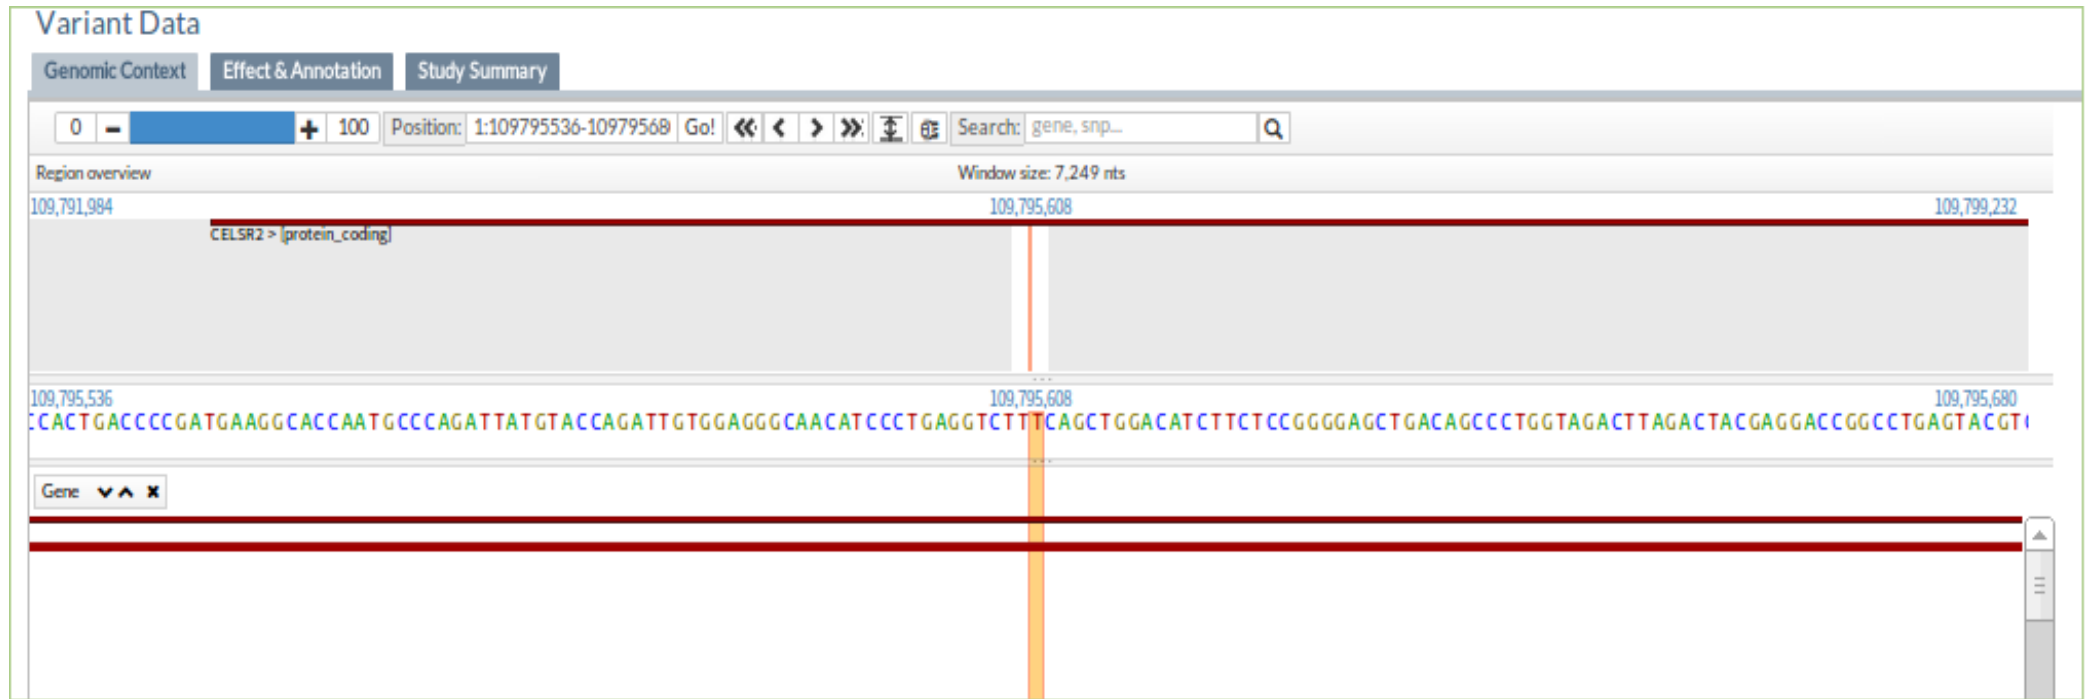 Variant Data
Genomic Context Effect & Annotation Study Summary
0 100 Position: 1:109795536-10979568 Go! Search: gene, snp...
Region overview Window size: 7,249 nts
109,791,984 109,795,608 109,799,232
CELSR2 > [protein_coding]
109,795,536 109,795,608 109,795,680
CCACTGACCCCGATGAAGGCACCAATGCCCAGATTATGTACCAGATTGTGGAGGGCAACATCCCTGAGGTCTTTCAGCTGGACATCTTCTCCGGGGAGCTGACAGCCCTGGTAGACTTAGACTACGAGGACCGGCCTGAGTACGT
Gene